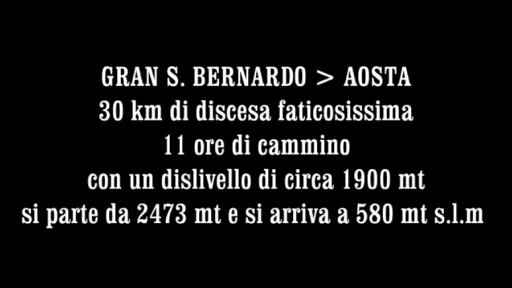 GRAN S. BERNARDO > AOSTA
30 km di discesa faticosissima
11 ore di cammino
con un dislivello di circa 1900 mt
si parte da 2473 mt e si arriva a 580 mt s.l.m